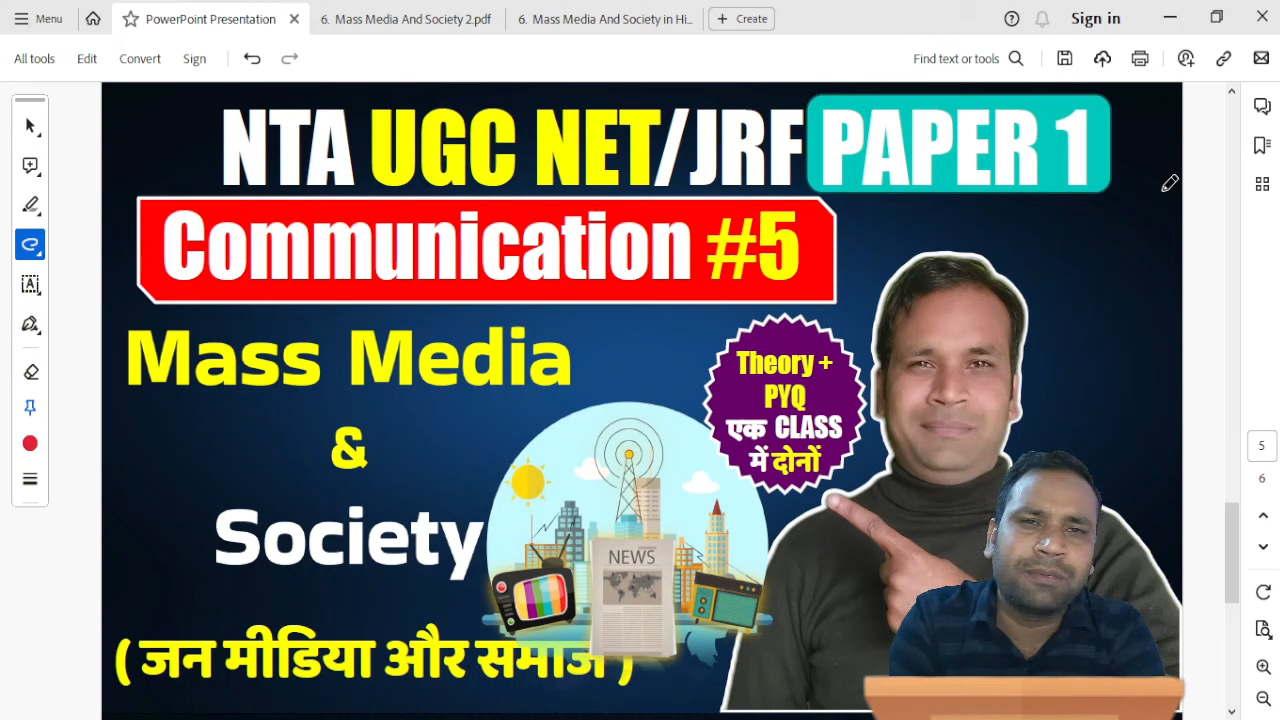 Menu
PowerPoint Presentation
6. Mass Media And Society 2.pdf
6. Mass Media And Society in Hi...
Create
Sign in
All tools
Edit
Convert
Sign
Find text or tools
NTA UGC NET/JRF PAPER 1
Communication #5
Mass Media
&
Society
(जन मीडिया और समाज)
Theory +
PYQ
एक CLASS
में दोनों
NEWS
5
6